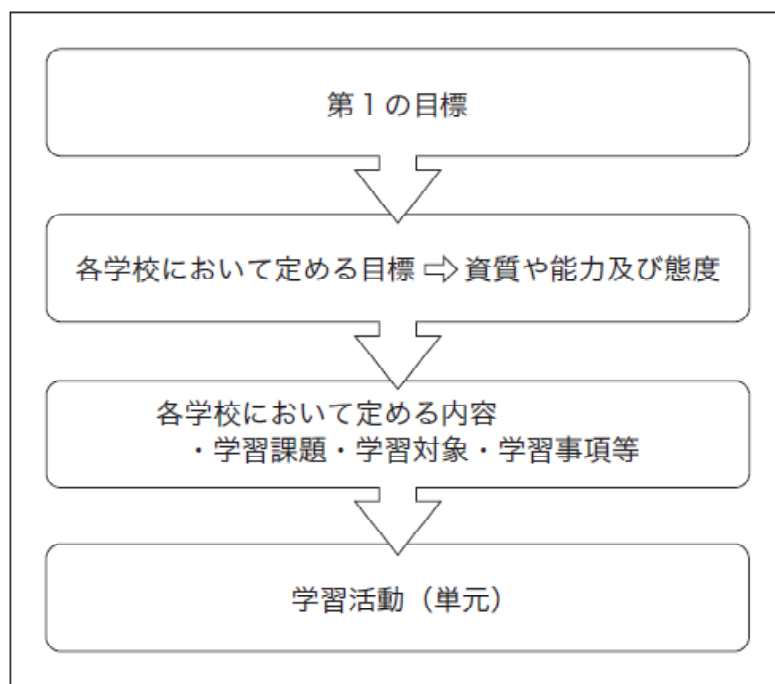 第1の目標
各学校において定める目標⇨資質や能力及び態度
各学校において定める内容
・学習課題・学習対象・学習事項等
学習活動（単元）